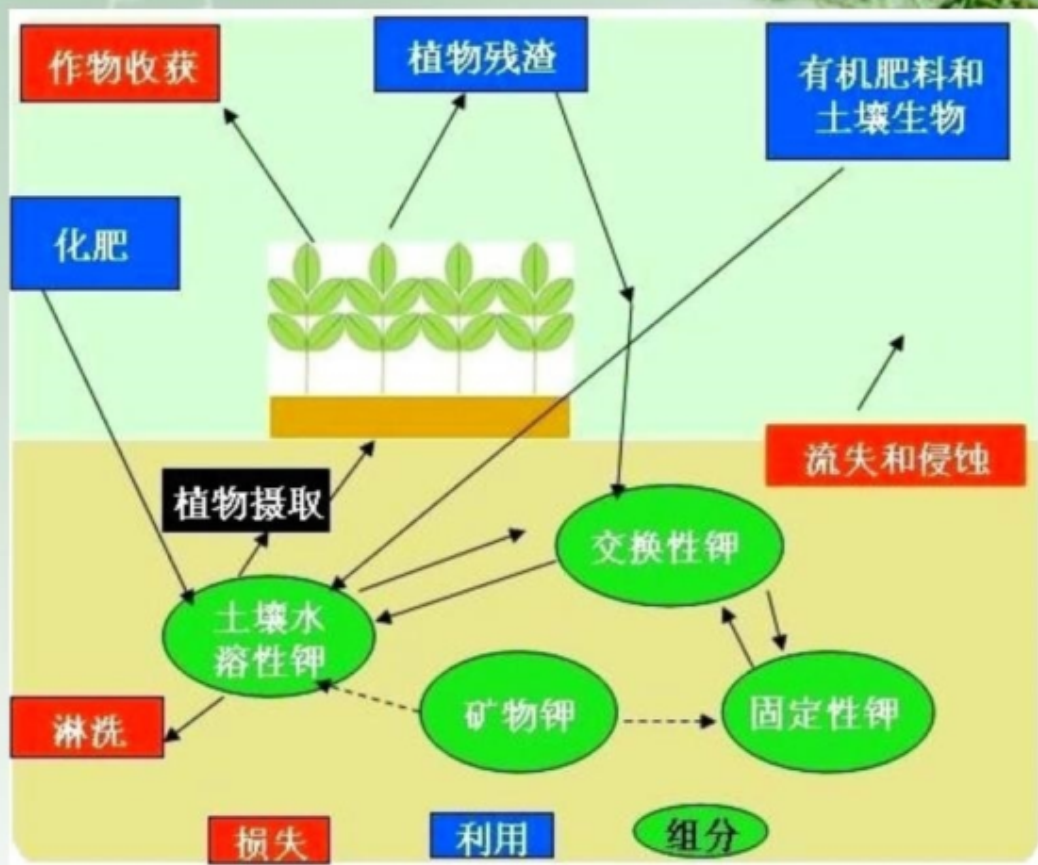 作物收获
植物残渣
有机肥料和
土壤生物
化肥
流失和侵蚀
植物摄取
交换性钾
土壤水
溶性钾
矿物钾
固定性钾
淋洗
损失
利用
组分